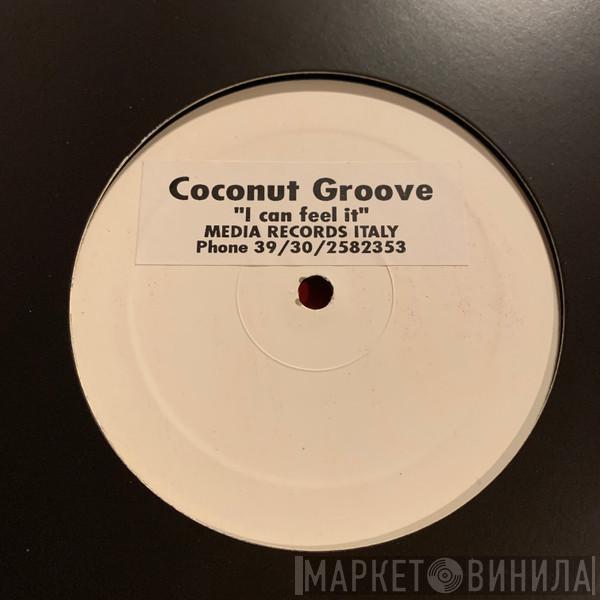 Coconut Groove
"I can feel it"
MEDIA RECORDS ITALY
Phone 39/30/2582353
МАРКЕТ ВИНИЛА